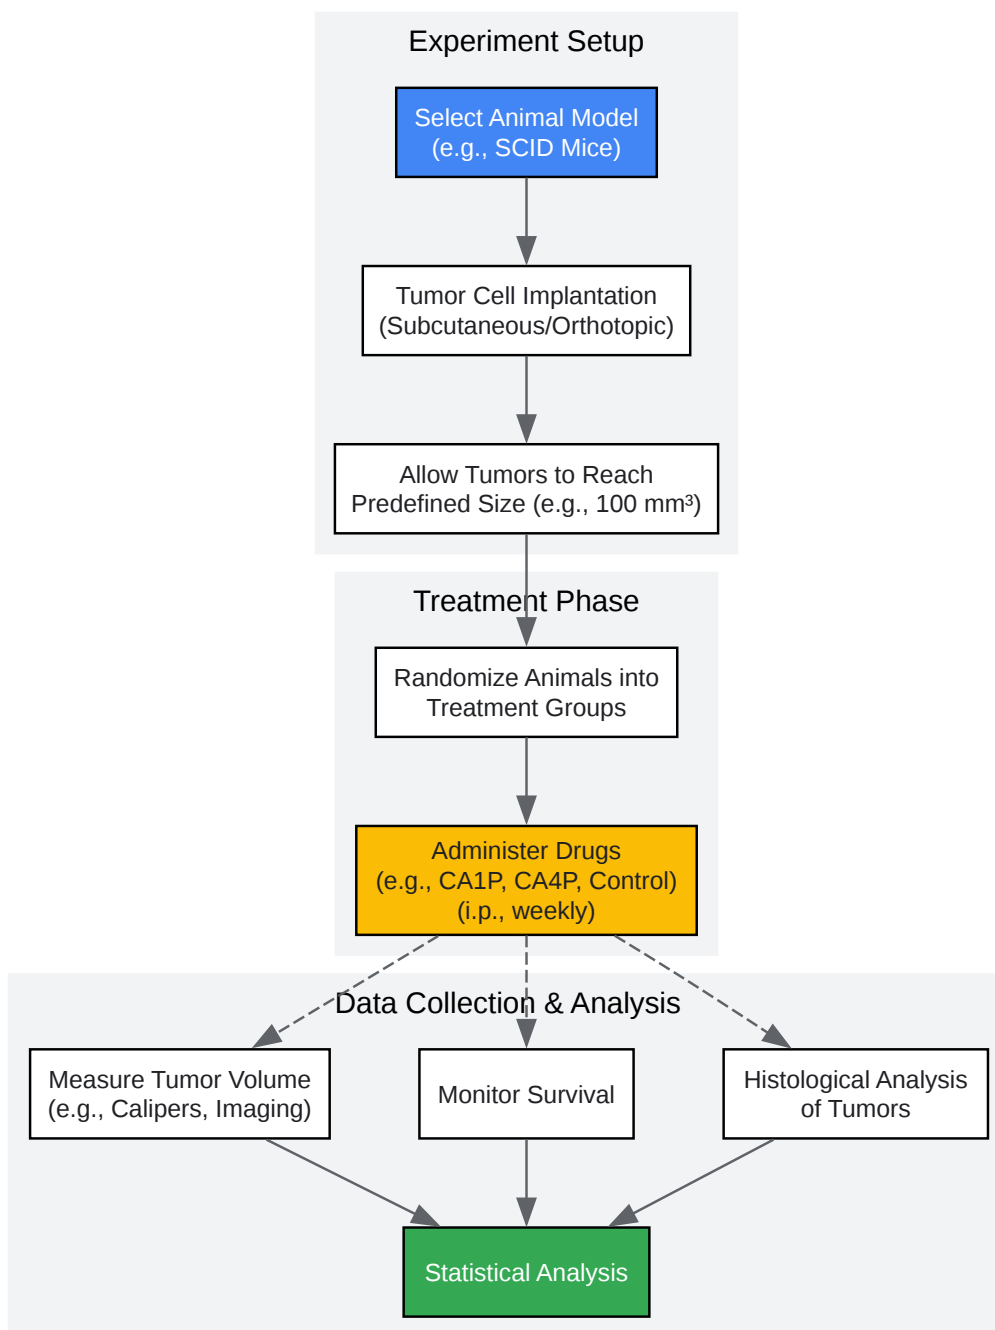 Experiment Setup
Select Animal Model
(e.g., SCID Mice)
Tumor Cell Implantation
(Subcutaneous/Orthotopic)
Allow Tumors to Reach
Predefined Size (e.g., 100 mm³)
Treatment Phase
Randomize Animals into
Treatment Groups
Administer Drugs
(e.g., CA1P, CA4P, Control)
(i.p., weekly)
Data Collection & Analysis
Measure Tumor Volume
(e.g., Calipers, Imaging)
Monitor Survival
Histological Analysis
of Tumors
Statistical Analysis